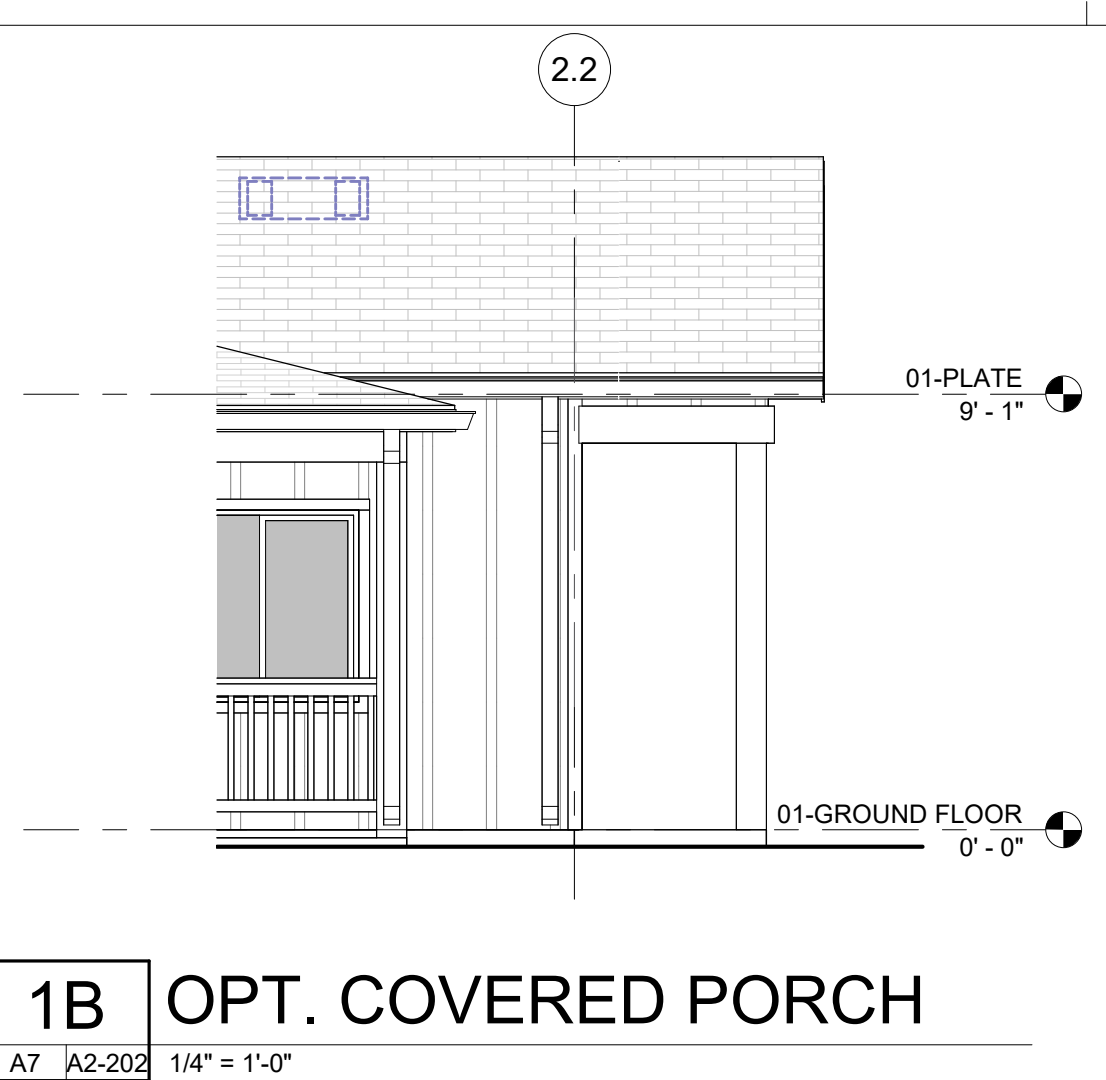 2.2
01-PLATE
9' - 1"
01-GROUND FLOOR
0' - 0"
1B OPT. COVERED PORCH
A7 A2-202 1/4" = 1'-0"